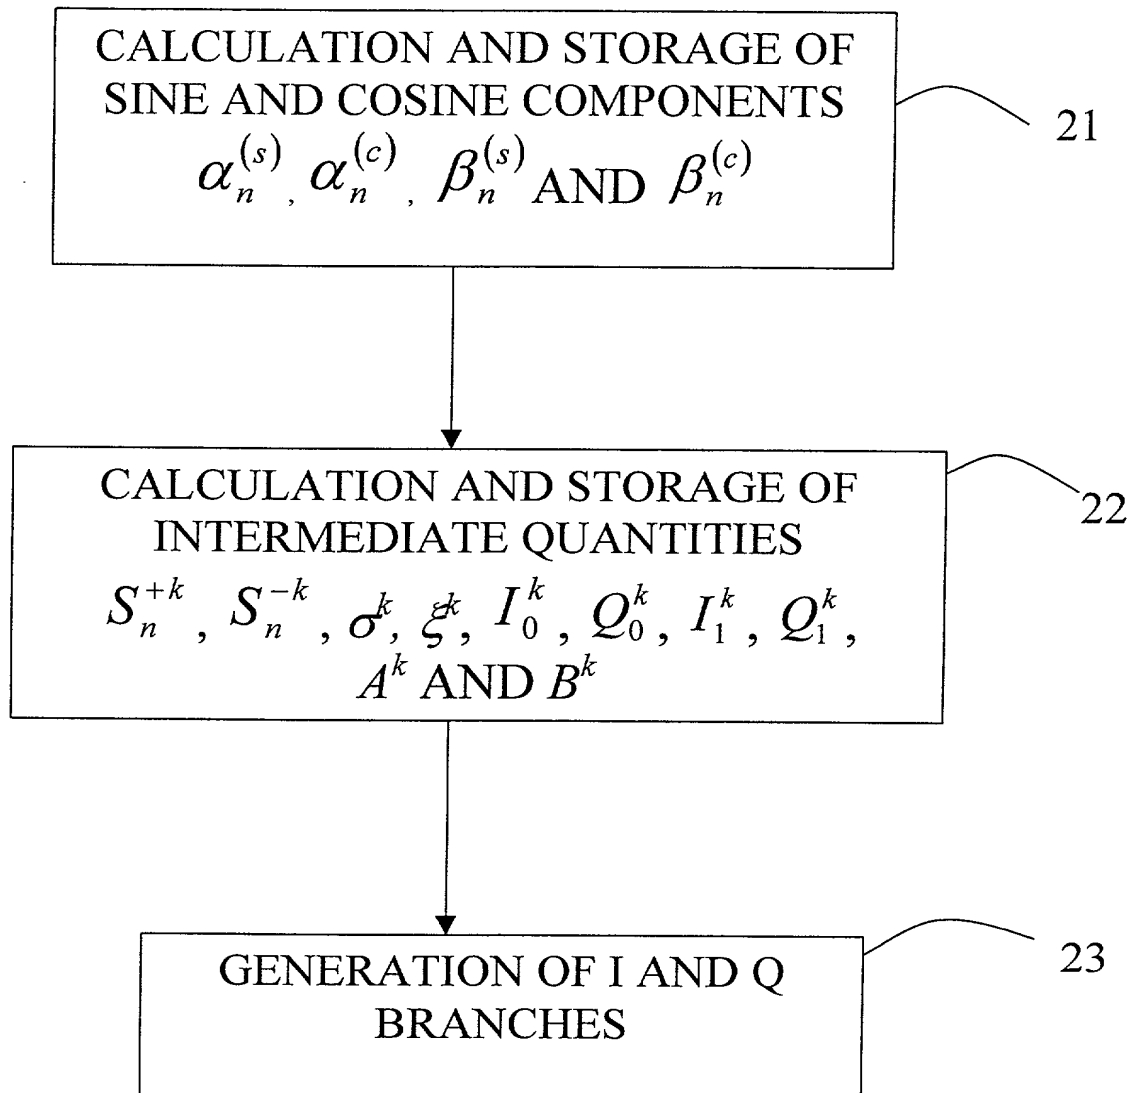 CALCULATION AND STORAGE OF
SINE AND COSINE COMPONENTS
α_n^(s), α_n^(c), β_n^(s) AND β_n^(c)
21
CALCULATION AND STORAGE OF
INTERMEDIATE QUANTITIES
S_n^{+k}, S_n^{-k}, σ^k, ξ^k, I_0^k, Q_0^k, I_1^k, Q_1^k,
A^k AND B^k
22
GENERATION OF I AND Q
BRANCHES
23